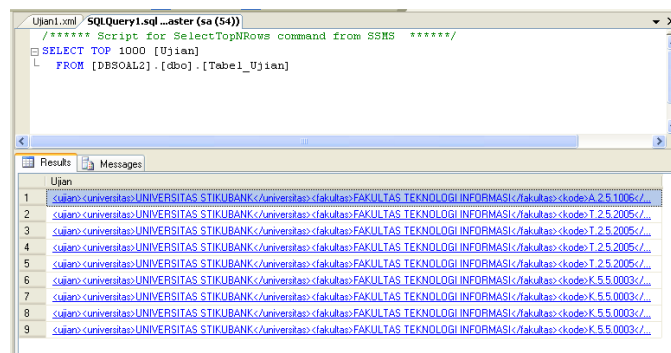 Ujian1.xml SQLQuery1.sql ...aster (sa (54))
/****** Script for SelectTopNRows command from SSMS ******/
SELECT TOP 1000 [Ujian]
FROM [DBSOAL2].[dbo].[Tabel_Ujian]
Results Messages
Ujian
1 <ujian><universitas>UNIVERSITAS STIKUBANK</universitas><fakultas>FAKULTAS TEKNOLOGI INFORMASI</fakultas><kode>A.2.5.1006</...
2 <ujian><universitas>UNIVERSITAS STIKUBANK</universitas><fakultas>FAKULTAS TEKNOLOGI INFORMASI</fakultas><kode>T.2.5.2005</...
3 <ujian><universitas>UNIVERSITAS STIKUBANK</universitas><fakultas>FAKULTAS TEKNOLOGI INFORMASI</fakultas><kode>T.2.5.2005</...
4 <ujian><universitas>UNIVERSITAS STIKUBANK</universitas><fakultas>FAKULTAS TEKNOLOGI INFORMASI</fakultas><kode>T.2.5.2005</...
5 <ujian><universitas>UNIVERSITAS STIKUBANK</universitas><fakultas>FAKULTAS TEKNOLOGI INFORMASI</fakultas><kode>T.2.5.2005</...
6 <ujian><universitas>UNIVERSITAS STIKUBANK</universitas><fakultas>FAKULTAS TEKNOLOGI INFORMASI</fakultas><kode>K.5.5.0003</...
7 <ujian><universitas>UNIVERSITAS STIKUBANK</universitas><fakultas>FAKULTAS TEKNOLOGI INFORMASI</fakultas><kode>K.5.5.0003</...
8 <ujian><universitas>UNIVERSITAS STIKUBANK</universitas><fakultas>FAKULTAS TEKNOLOGI INFORMASI</fakultas><kode>K.5.5.0003</...
9 <ujian><universitas>UNIVERSITAS STIKUBANK</universitas><fakultas>FAKULTAS TEKNOLOGI INFORMASI</fakultas><kode>K.5.5.0003</...